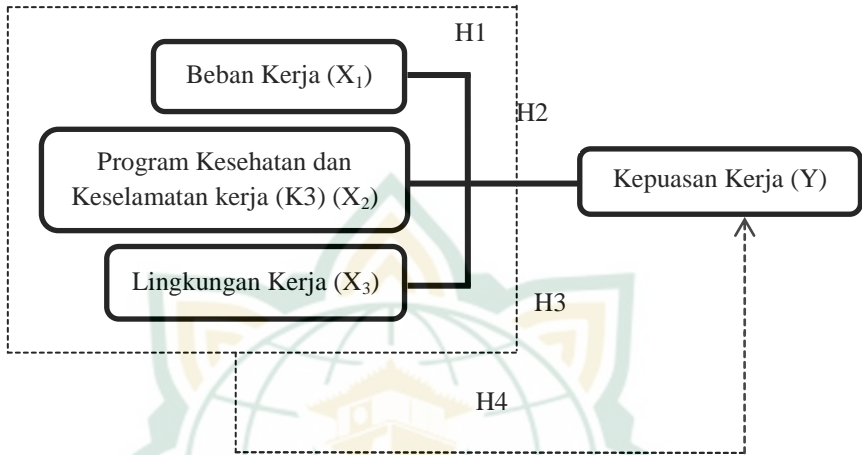 H1
Beban Kerja (X₁)
H2
Program Kesehatan dan
Keselamatan kerja (K3) (X₂)
Kepuasan Kerja (Y)
Lingkungan Kerja (X₃)
H3
H4